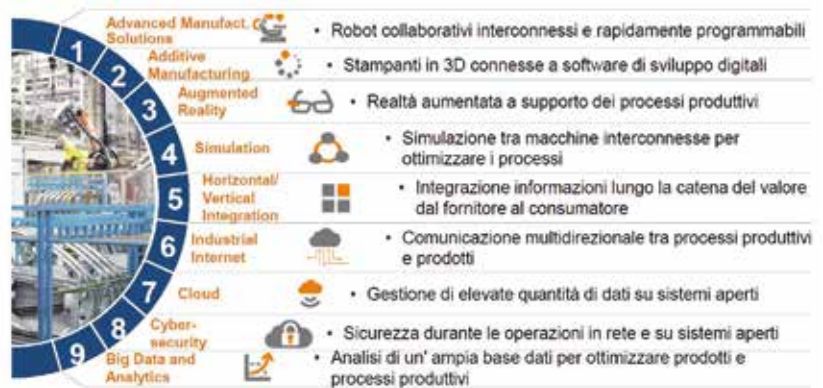 1
Advanced Manufact.
Solutions
• Robot collaborativi interconnessi e rapidamente programmabili
2
Additive
Manufacturing
• Stampanti in 3D connesse a software di sviluppo digitali
3
Augmented
Reality
• Realtà aumentata a supporto dei processi produttivi
4
Simulation
• Simulazione tra macchine interconnesse per
ottimizzare i processi
5
Horizontal/
Vertical
Integration
• Integrazione informazioni lungo la catena del valore
dal fornitore al consumatore
6
Industrial
Internet
• Comunicazione multidirezionale tra processi produttivi
e prodotti
7
Cloud
• Gestione di elevate quantità di dati su sistemi aperti
8
Cyber-
security
• Sicurezza durante le operazioni in rete e su sistemi aperti
9
Big Data and
Analytics
• Analisi di un' ampia base dati per ottimizzare prodotti e
processi produttivi